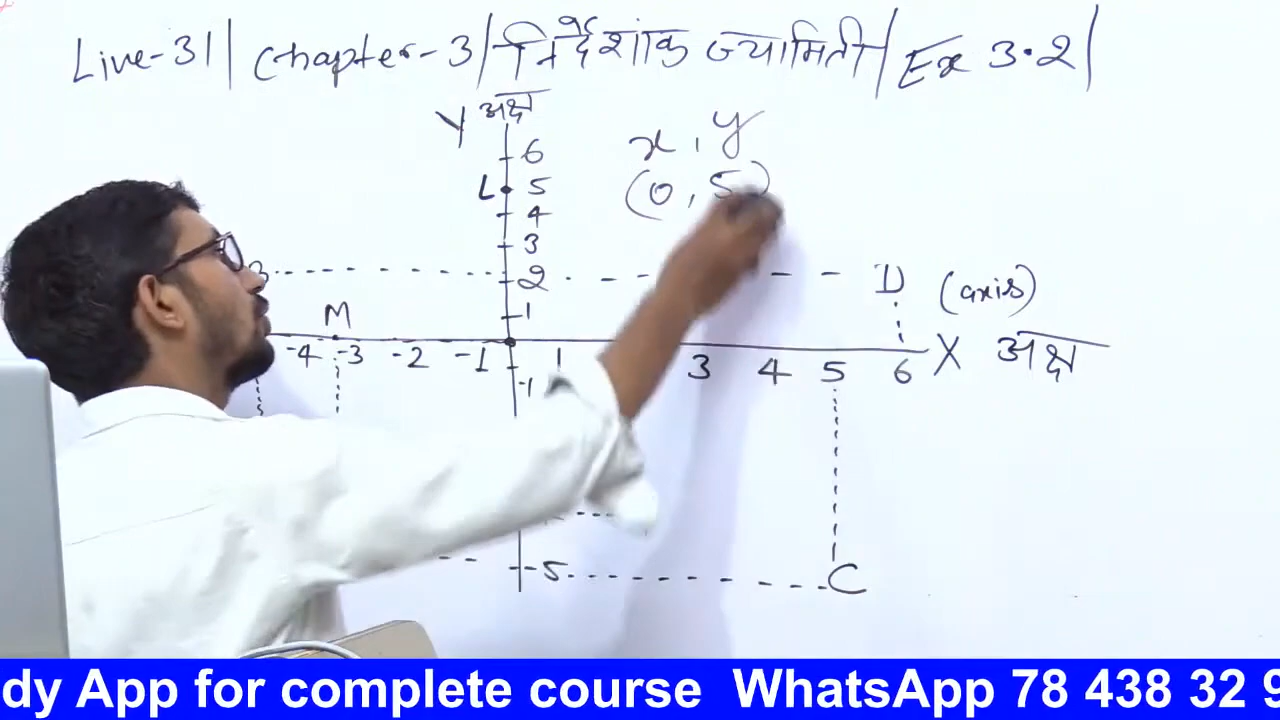 Live-31 | Chapter-3 | निर्देशांक ज्यामिती | Ex 3.2 |
Y अक्ष
x , y
6
(0, 5)
L 5
4
3
B 2 D (axis)
M 1
-4 -3 -2 -1 1 3 4 5 6 X अक्ष
-1
-5 C
dy App for complete course WhatsApp 78 438 32 9